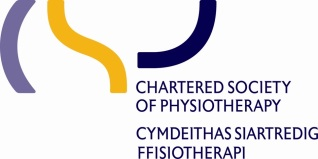 CHARTERED SOCIETY
OF PHYSIOTHERAPY
CYMDEITHAS SIARTREDIG
FFISIOTHERAPI